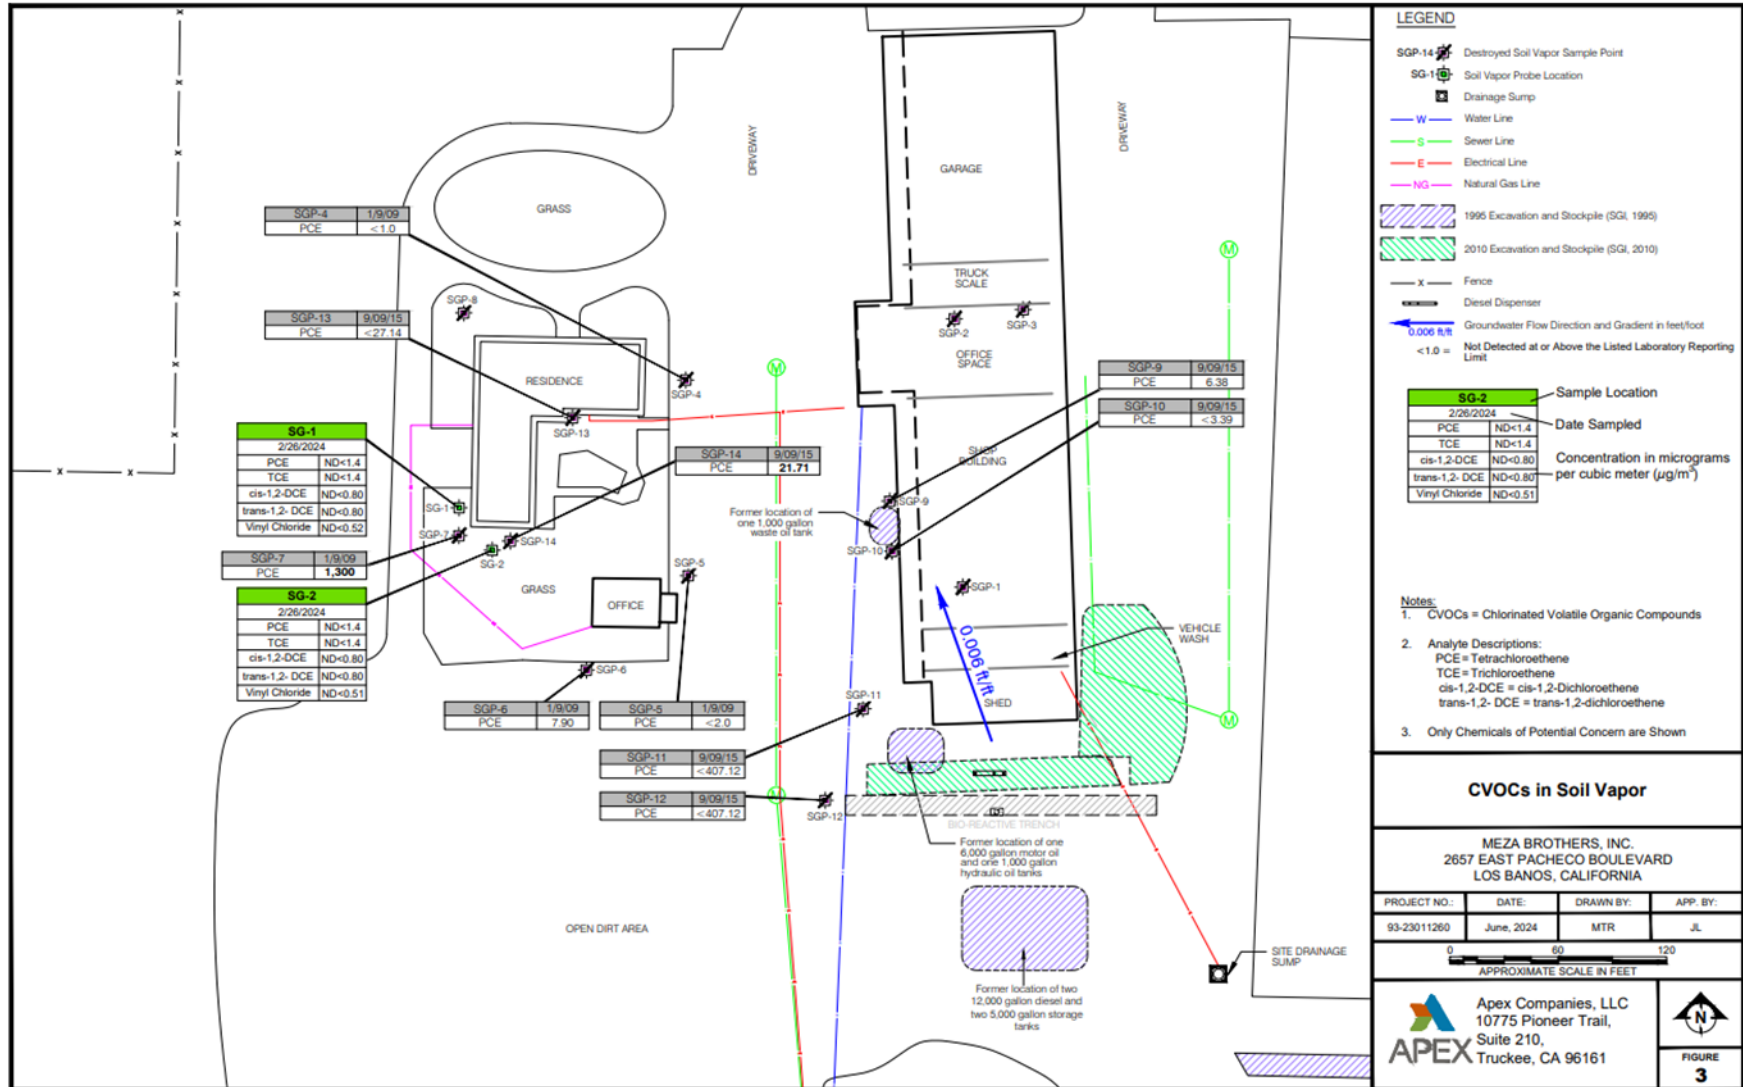 SGP-4 1/9/09
PCE <1.0
SGP-13 9/09/15
PCE <27.14
SG-1
2/26/2024
PCE ND<1.4
TCE ND<1.4
cis-1,2-DCE ND<0.80
trans-1,2- DCE ND<0.80
Vinyl Chloride ND<0.52
SGP-7 1/9/09
PCE 1,300
SG-2
2/26/2024
PCE ND<1.4
TCE ND<1.4
cis-1,2-DCE ND<0.80
trans-1,2- DCE ND<0.80
Vinyl Chloride ND<0.51
SGP-14 9/09/15
PCE 21.71
SGP-6 1/9/09
PCE 7.90
SGP-5 1/9/09
PCE <2.0
SGP-11 9/09/15
PCE <407.12
SGP-12 9/09/15
PCE <407.12
SGP-9 9/09/15
PCE 6.38
SGP-10 9/09/15
PCE <3.39
GRASS
DRIVEWAY
DRIVEWAY
GARAGE
TRUCK
SCALE
SGP-8
SGP-2
SGP-3
OFFICE
SPACE
RESIDENCE
SGP-4
SGP-13
M
M
SHOP
BUILDING
SG-1
SGP-7
SG-2
SGP-14
SGP-5
GRASS
OFFICE
SGP-6
Former location of
one 1,000 gallon
waste oil tank
SGP-9
SGP-10
SGP-1
0.006 ft/ft
VEHICLE
WASH
SGP-11
SHED
M
M
SGP-12
BIO-REACTIVE TRENCH
Former location of one
6,000 gallon motor oil
and one 1,000 gallon
hydraulic oil tanks
OPEN DIRT AREA
SITE DRAINAGE
SUMP
Former location of two
12,000 gallon diesel and
two 5,000 gallon storage
tanks
x x x x x x x x
LEGEND
SGP-14 Destroyed Soil Vapor Sample Point
SG-1 Soil Vapor Probe Location
Drainage Sump
W Water Line
S Sewer Line
E Electrical Line
NG Natural Gas Line
1995 Excavation and Stockpile (SGI, 1995)
2010 Excavation and Stockpile (SGI, 2010)
x Fence
Diesel Dispenser
0.006 ft/ft Groundwater Flow Direction and Gradient in feet/foot
<1.0 = Not Detected at or Above the Listed Laboratory Reporting
Limit
SG-2 Sample Location
2/26/2024 Date Sampled
PCE ND<1.4
TCE ND<1.4
cis-1,2-DCE ND<0.80
trans-1,2- DCE ND<0.80
Vinyl Chloride ND<0.51
Concentration in micrograms
per cubic meter (µg/m³)
Notes:
1. CVOCs = Chlorinated Volatile Organic Compounds
2. Analyte Descriptions:
PCE = Tetrachloroethene
TCE = Trichloroethene
cis-1,2-DCE = cis-1,2-Dichloroethene
trans-1,2- DCE = trans-1,2-dichloroethene
3. Only Chemicals of Potential Concern are Shown
CVOCs in Soil Vapor
MEZA BROTHERS, INC.
2657 EAST PACHECO BOULEVARD
LOS BANOS, CALIFORNIA
PROJECT NO.: DATE: DRAWN BY: APP. BY:
93-23011260 June, 2024 MTR JL
0 60 120
APPROXIMATE SCALE IN FEET
APEX
Apex Companies, LLC
10775 Pioneer Trail,
Suite 210,
Truckee, CA 96161
N
FIGURE
3